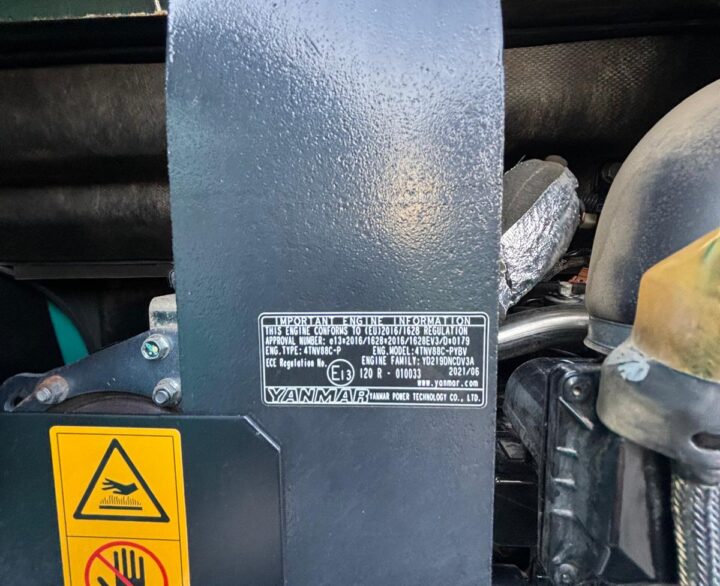 IMPORTANT ENGINE INFORMATION
THIS ENGINE CONFORMS TO (EU)2016/1628 REGULATION
APPROVAL NUMBER: e13*2016/1628*2016/1628EV3/D*0179
ENG.TYPE: 4TNV88C-P ENG.MODEL: 4TNV88C-PYBV
ENGINE FAMILY: YD219DNCDV3A
ECE Regulation No. E13 120 R - 010033 2021/06
www.yanmar.com
YANMAR YANMAR POWER TECHNOLOGY CO., LTD.